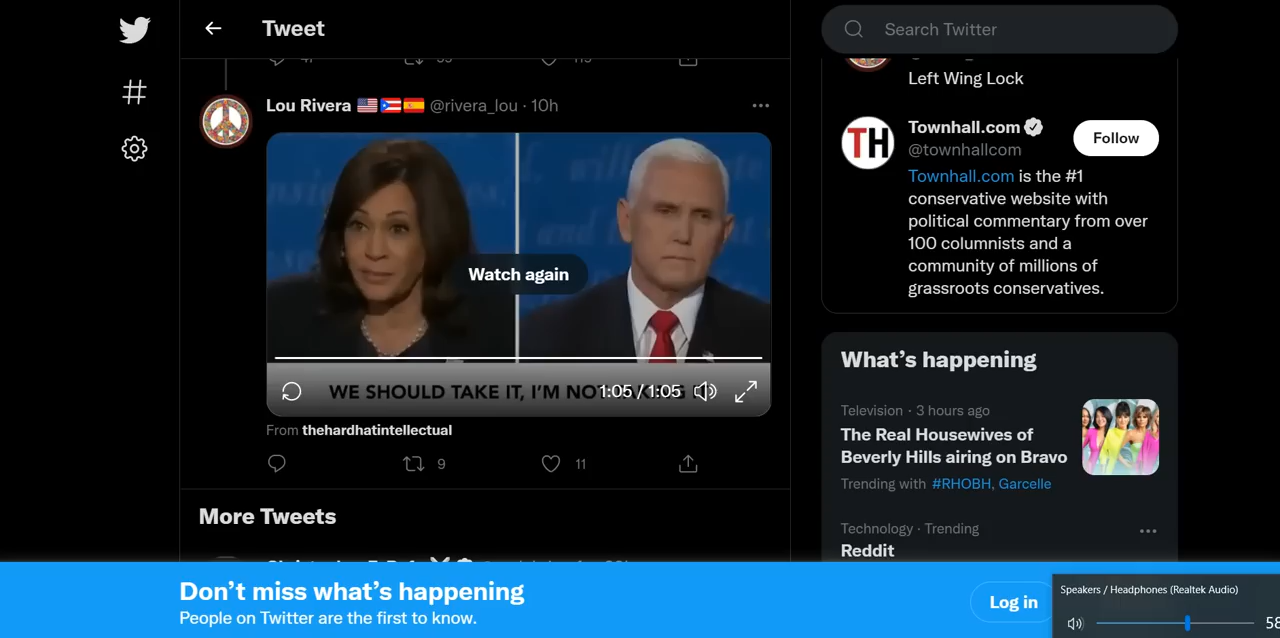 Tweet
Search Twitter
Lou Rivera @rivera_lou · 10h
Watch again
WE SHOULD TAKE IT, I'M NOT
1:05 / 1:05
From thehardhatintellectual
9
11
More Tweets
Left Wing Lock
Townhall.com
@townhallcom
Follow
Townhall.com is the #1
conservative website with
political commentary from over
100 columnists and a
community of millions of
grassroots conservatives.
What's happening
Television · 3 hours ago
The Real Housewives of
Beverly Hills airing on Bravo
Trending with #RHOBH, Garcelle
Technology · Trending
Reddit
Don't miss what's happening
People on Twitter are the first to know.
Log in
Speakers / Headphones (Realtek Audio)
58
TH